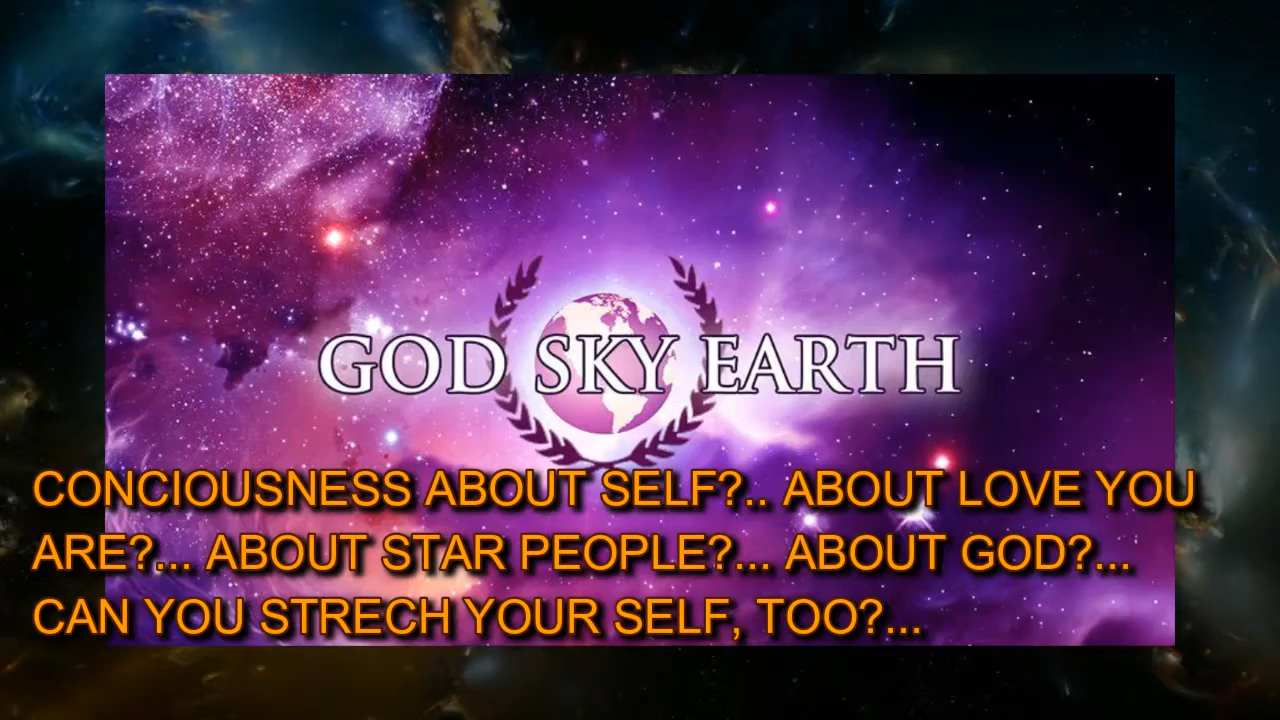 GOD SKY EARTH
CONCIOUSNESS ABOUT SELF?.. ABOUT LOVE YOU
ARE?... ABOUT STAR PEOPLE?... ABOUT GOD?...
CAN YOU STRECH YOUR SELF, TOO?...